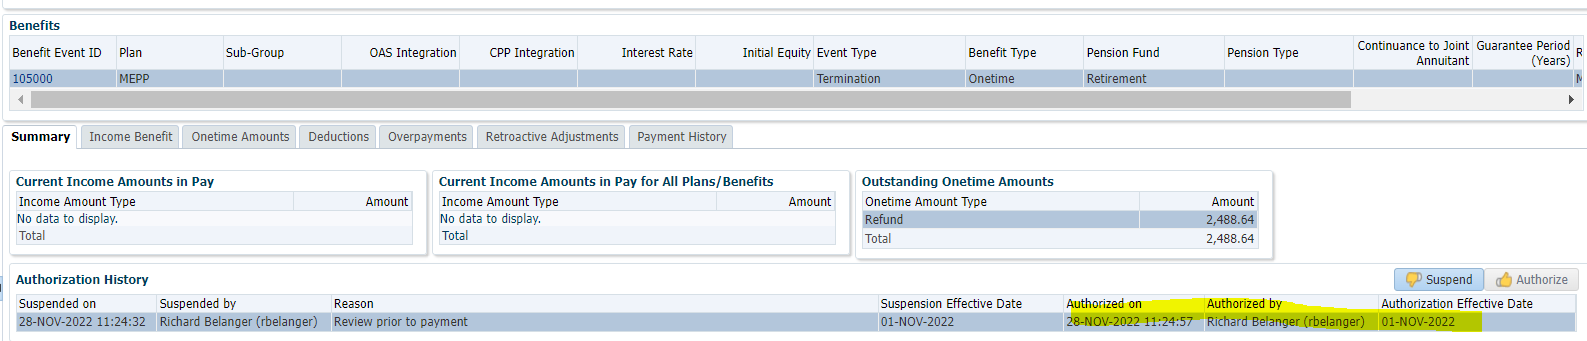 Benefits
Benefit Event ID Plan Sub-Group OAS Integration CPP Integration Interest Rate Initial Equity Event Type Benefit Type Pension Fund Pension Type Continuance to Joint Annuitant Guarantee Period (Years) R
105000 MEPP Termination Onetime Retirement M
Summary Income Benefit Onetime Amounts Deductions Overpayments Retroactive Adjustments Payment History
Current Income Amounts in Pay
Income Amount Type Amount
No data to display.
Total
Current Income Amounts in Pay for All Plans/Benefits
Income Amount Type Amount
No data to display.
Total
Outstanding Onetime Amounts
Onetime Amount Type Amount
Refund 2,488.64
Total 2,488.64
Authorization History Suspend Authorize
Suspended on Suspended by Reason Suspension Effective Date Authorized on Authorized by Authorization Effective Date
28-NOV-2022 11:24:32 Richard Belanger (rbelanger) Review prior to payment 01-NOV-2022 28-NOV-2022 11:24:57 Richard Belanger (rbelanger) 01-NOV-2022